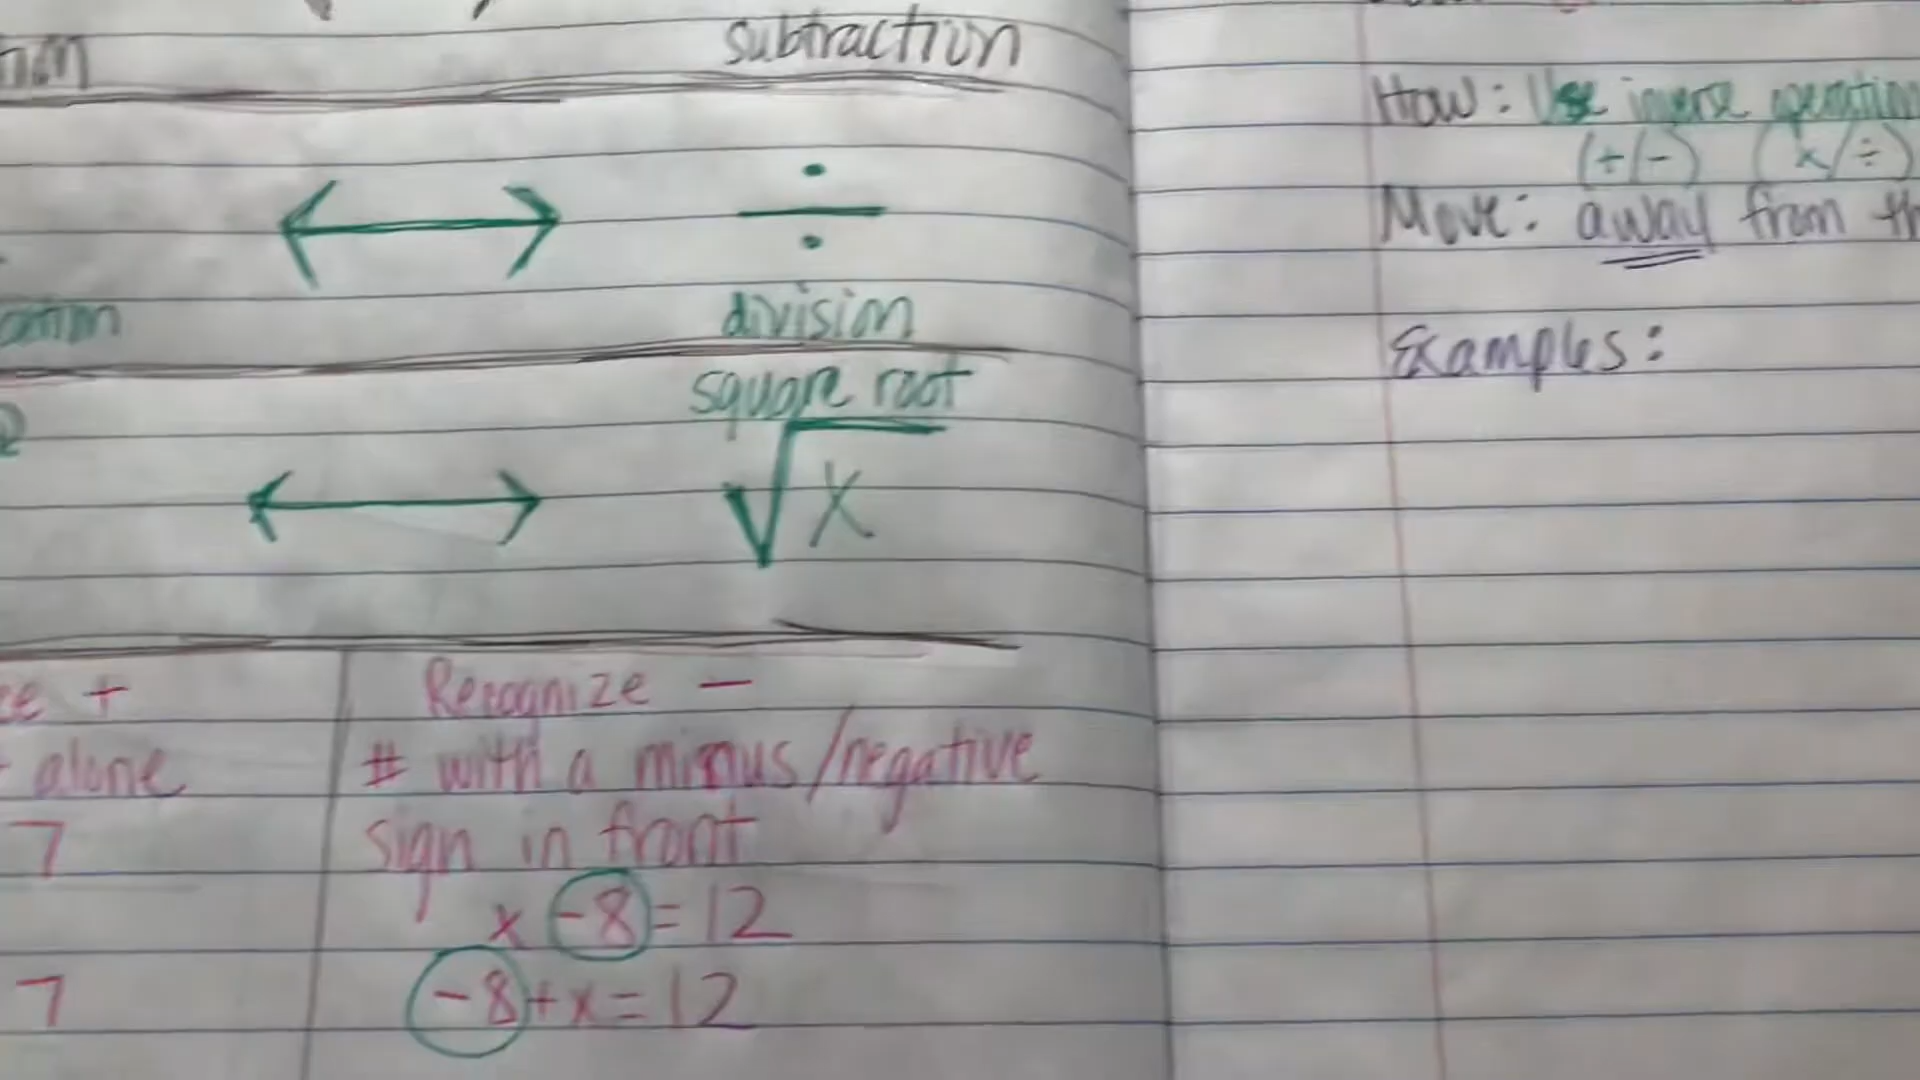 subtraction
÷
division
square root
√x
+
Recognize −
alone
# with a minus/negative
7
sign in front
x −8 = 12
7
−8 + x = 12
How: Use inverse operation
(+/−) (x/÷)
Move: away from th
Examples: